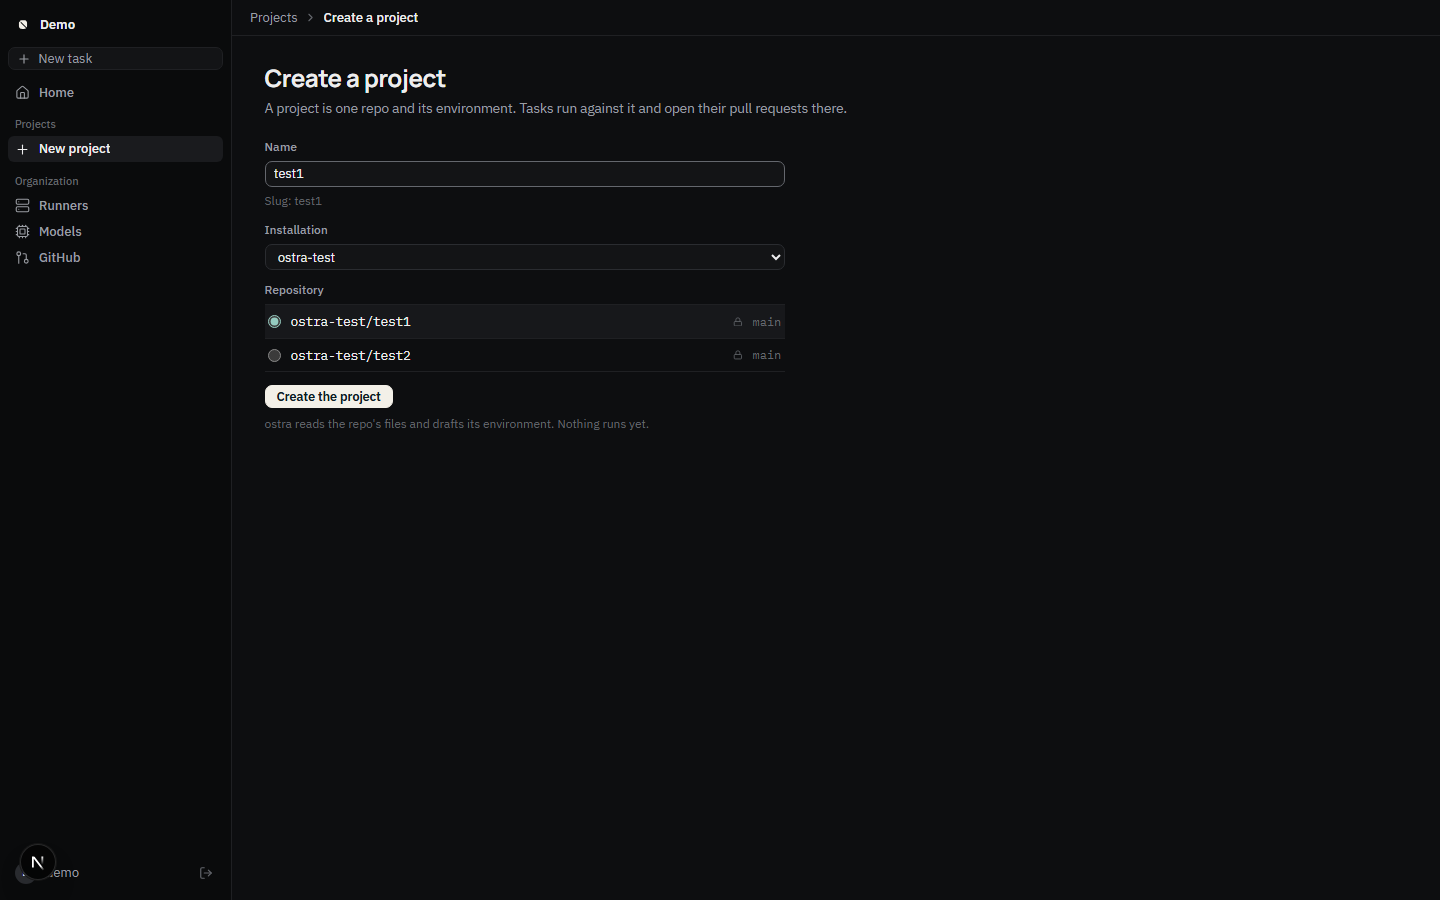 Demo
New task
Home
Projects
New project
Organization
Runners
Models
GitHub
Projects > Create a project
Create a project
A project is one repo and its environment. Tasks run against it and open their pull requests there.
Name
test1
Slug: test1
Installation
ostra-test
Repository
ostra-test/test1 main
ostra-test/test2 main
Create the project
ostra reads the repo's files and drafts its environment. Nothing runs yet.
N